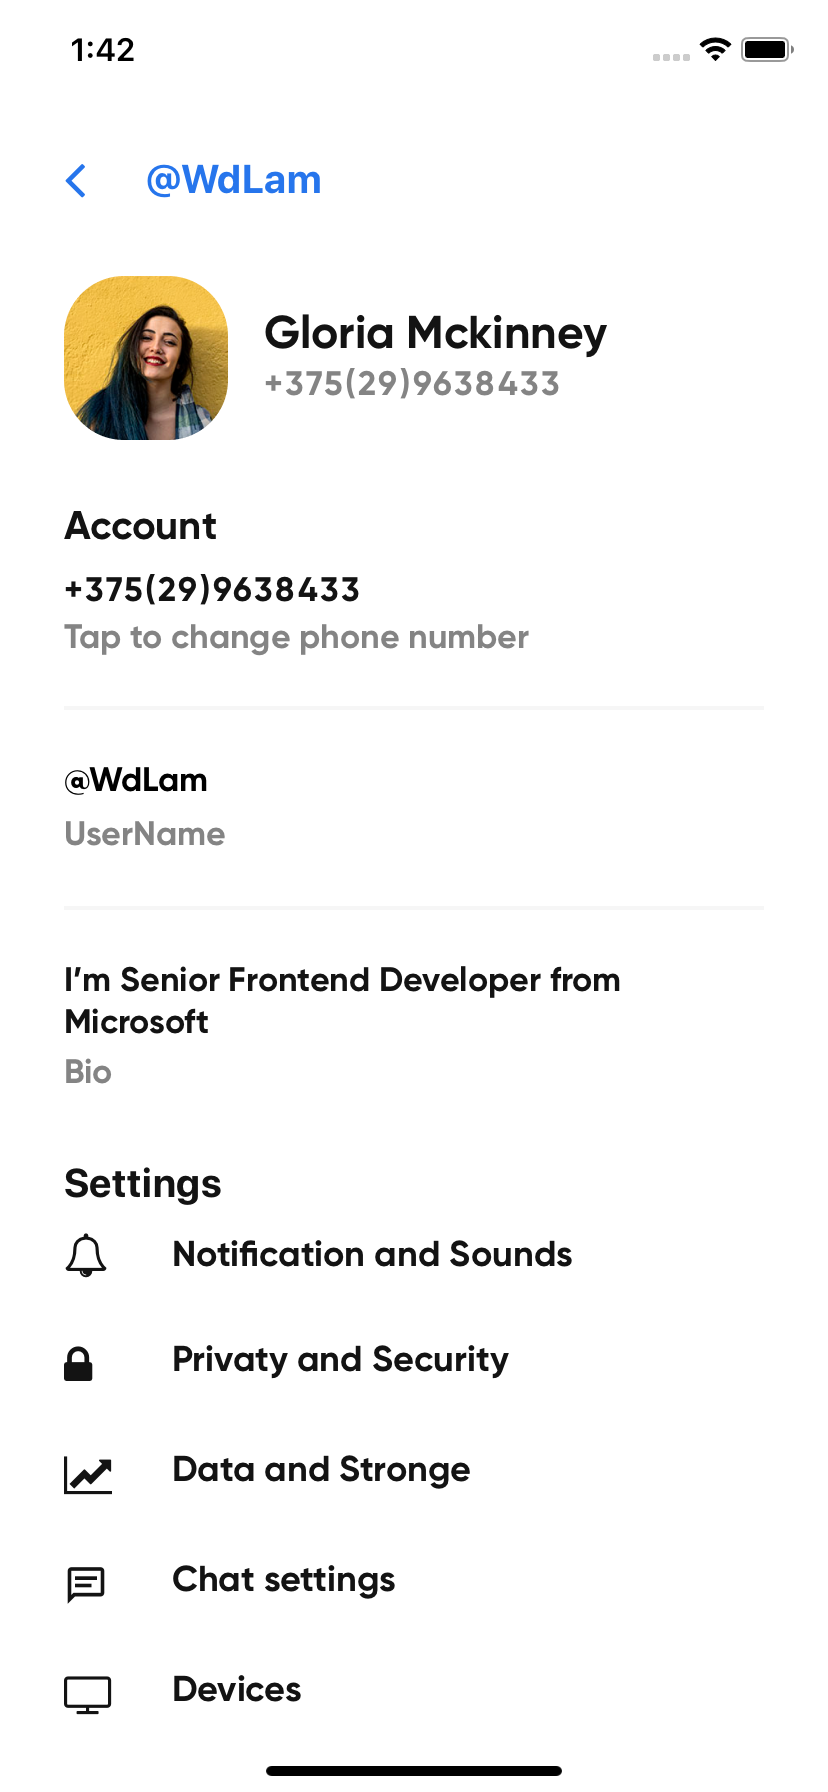 1:42
@WdLam
Gloria Mckinney
+375(29)9638433
Account
+375(29)9638433
Tap to change phone number
@WdLam
UserName
I’m Senior Frontend Developer from
Microsoft
Bio
Settings
Notification and Sounds
Privaty and Security
Data and Stronge
Chat settings
Devices